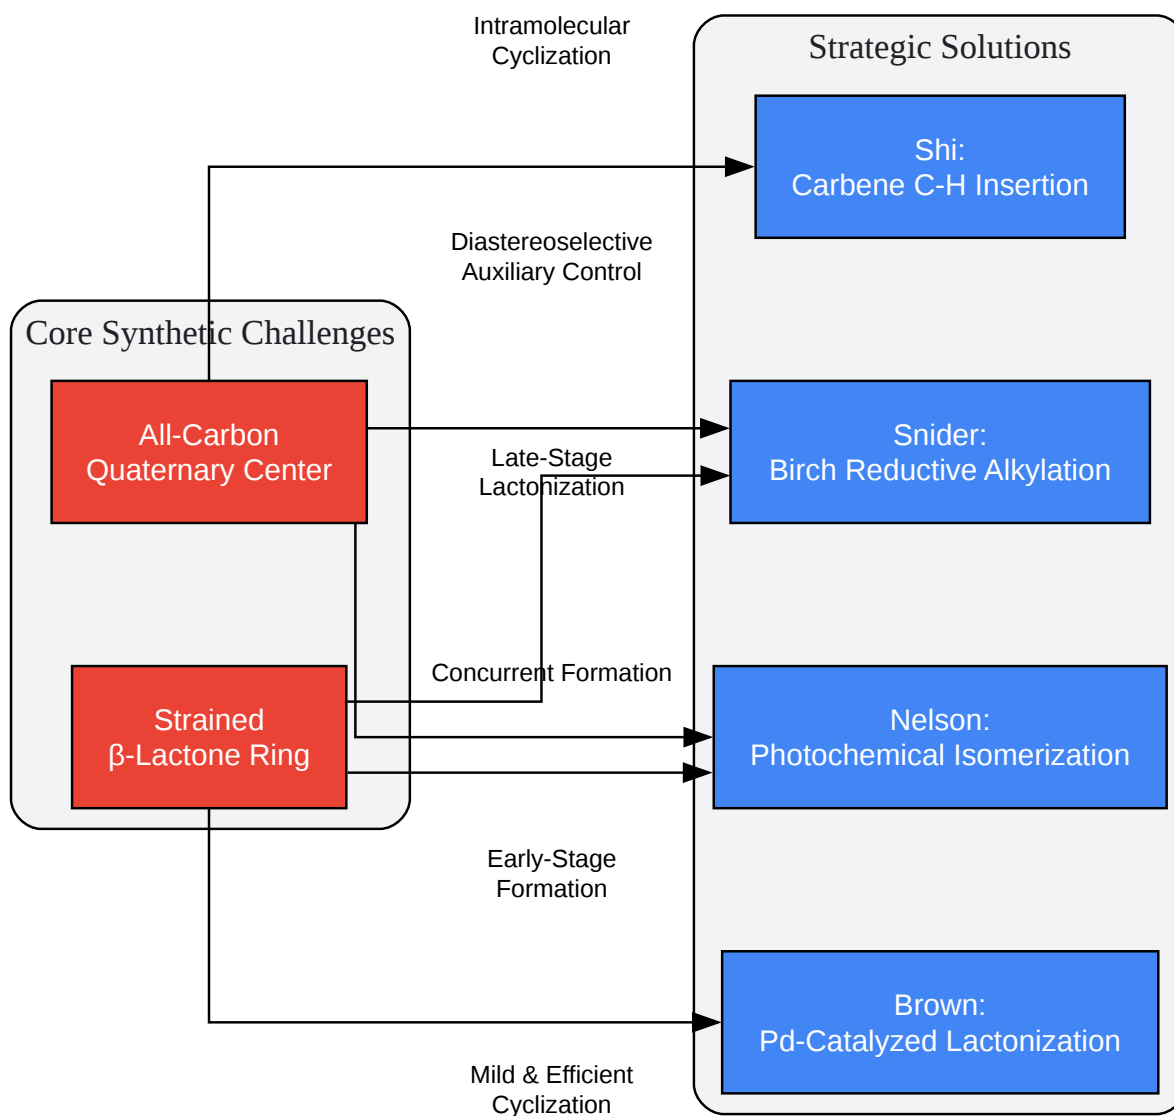 Intramolecular
Cyclization
Strategic Solutions
Shi:
Carbene C-H Insertion
Diastereoselective
Auxiliary Control
Core Synthetic Challenges
All-Carbon
Quaternary Center
Snider:
Birch Reductive Alkylation
Late-Stage
Lactonization
Concurrent Formation
Strained
β-Lactone Ring
Nelson:
Photochemical Isomerization
Early-Stage
Formation
Brown:
Pd-Catalyzed Lactonization
Mild & Efficient
Cyclization